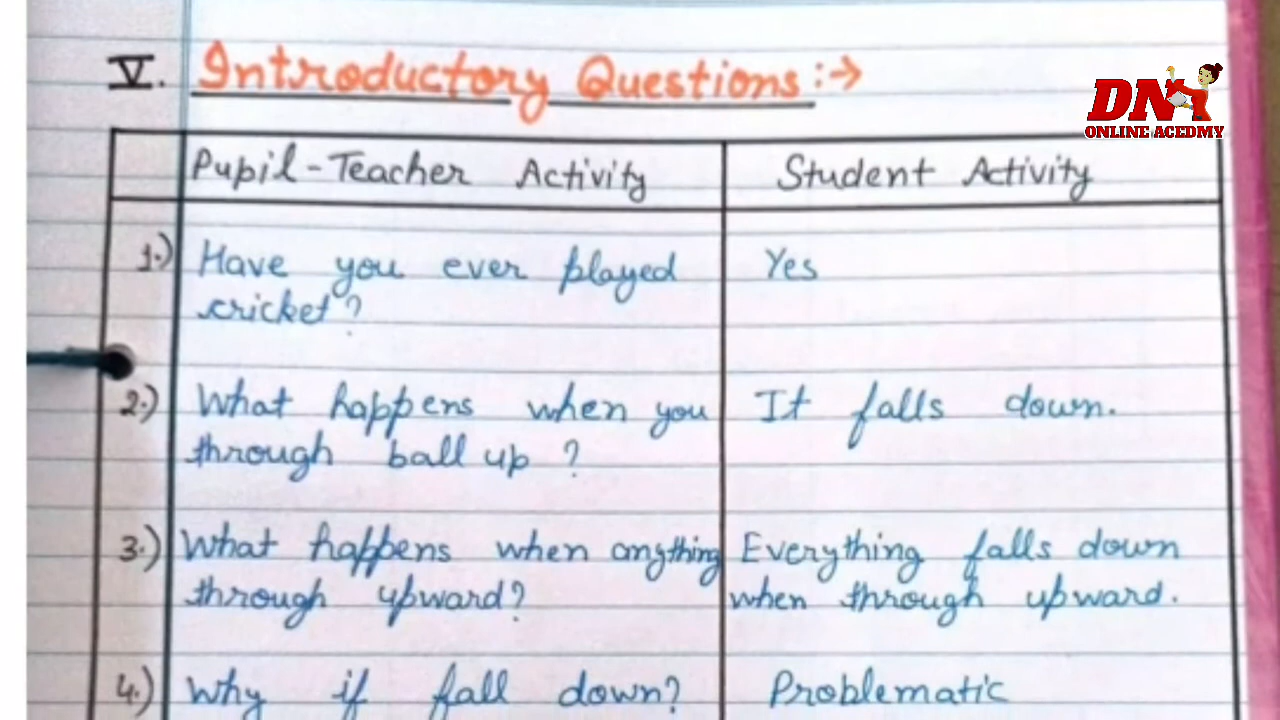 V. Introductory Questions :→
DN
ONLINE ACEDMY
Pupil-Teacher Activity Student Activity
1.) Have you ever played Yes
cricket?
2.) What happens when you It falls down.
through ball up ?
3.) What happens when anything Everything falls down
through upward? when through upward.
4.) Why if fall down? Problematic